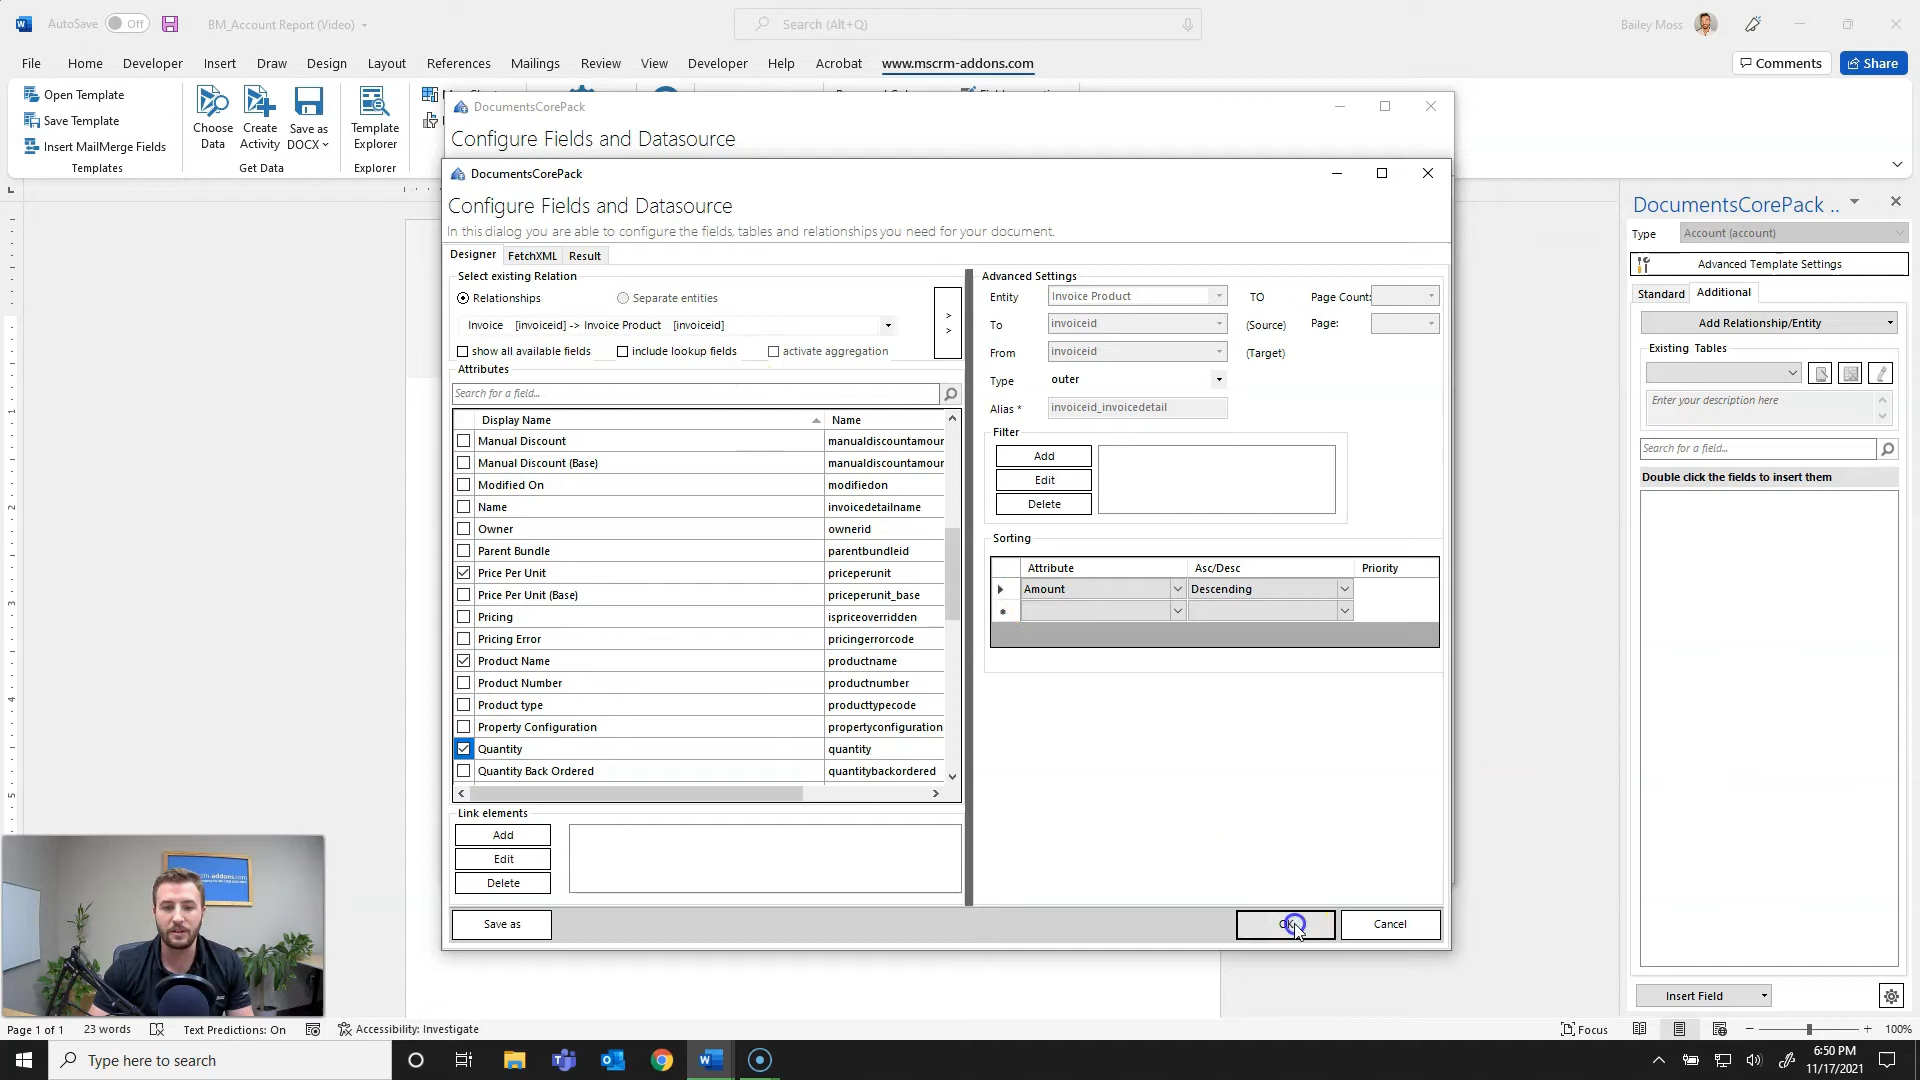 AutoSave
Off
BM_Account Report (Video)
Search (Alt+Q)
Bailey Moss
File
Home
Developer
Insert
Draw
Design
Layout
References
Mailings
Review
View
Developer
Help
Acrobat
www.mscrm-addons.com
Comments
Share
Open Template
Save Template
Insert MailMerge Fields
Templates
Choose
Data
Create
Activity
Save as
DOCX
Get Data
Template
Explorer
Explorer
DocumentsCorePack
Configure Fields and Datasource
DocumentsCorePack
Configure Fields and Datasource
In this dialog you are able to configure the fields, tables and relationships you need for your document.
Designer
FetchXML
Result
Select existing Relation
Relationships
Separate entities
Invoice [invoiceid] -> Invoice Product [invoiceid]
>
>
show all available fields
include lookup fields
activate aggregation
Attributes
Search for a field...
Display Name
Name
Manual Discount
manualdiscountamour
Manual Discount (Base)
manualdiscountamour
Modified On
modifiedon
Name
invoicedetailname
Owner
ownerid
Parent Bundle
parentbundleid
Price Per Unit
priceperunit
Price Per Unit (Base)
priceperunit_base
Pricing
ispriceoverridden
Pricing Error
pricingerrorcode
Product Name
productname
Product Number
productnumber
Product type
producttypecode
Property Configuration
propertyconfiguration
Quantity
quantity
Quantity Back Ordered
quantitybackordered
Link elements
Add
Edit
Delete
Save as
Advanced Settings
Entity
Invoice Product
TO
Page Count:
To
invoiceid
(Source)
Page:
From
invoiceid
(Target)
Type
outer
Alias *
invoiceid_invoicedetail
Filter
Add
Edit
Delete
Sorting
Attribute
Asc/Desc
Priority
Amount
Descending
OK
Cancel
DocumentsCorePack ..
Type
Account (account)
Advanced Template Settings
Standard
Additional
Add Relationship/Entity
Existing Tables
Enter your description here
Search for a field...
Double click the fields to insert them
Insert Field
Page 1 of 1
23 words
Text Predictions: On
Accessibility: Investigate
Focus
100%
Type here to search
6:50 PM
11/17/2021